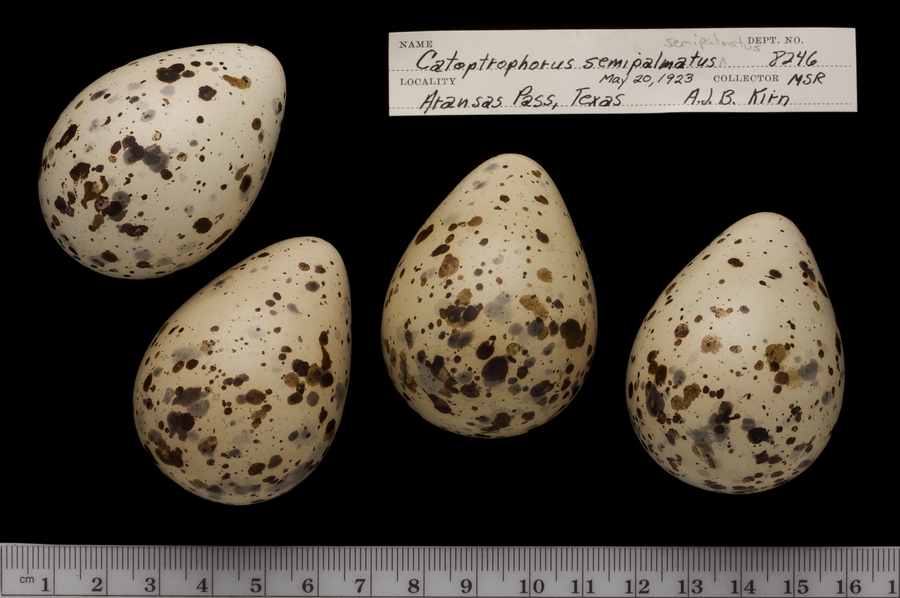 NAME semipalmatus DEPT. NO.
Catoptrophorus semipalmatus ^ 8246
LOCALITY May 20, 1923 COLLECTOR MSR
Aransas Pass, Texas A.J.B. Kirn
cm 1 2 3 4 5 6 7 8 9 10 11 12 13 14 15 16 1